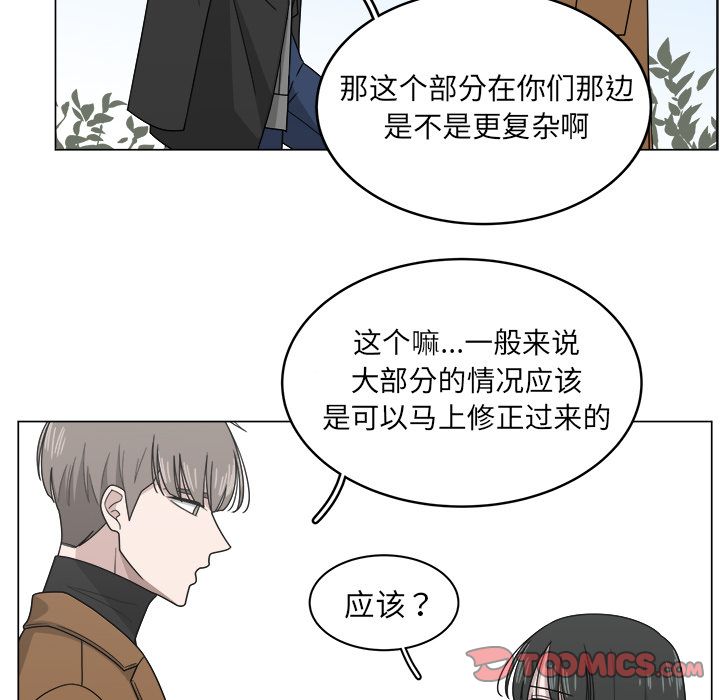 那这个部分在你们那边
是不是更复杂啊
这个嘛...一般来说
大部分的情况应该
是可以马上修正过来的
应该？
TOOMICS.COM